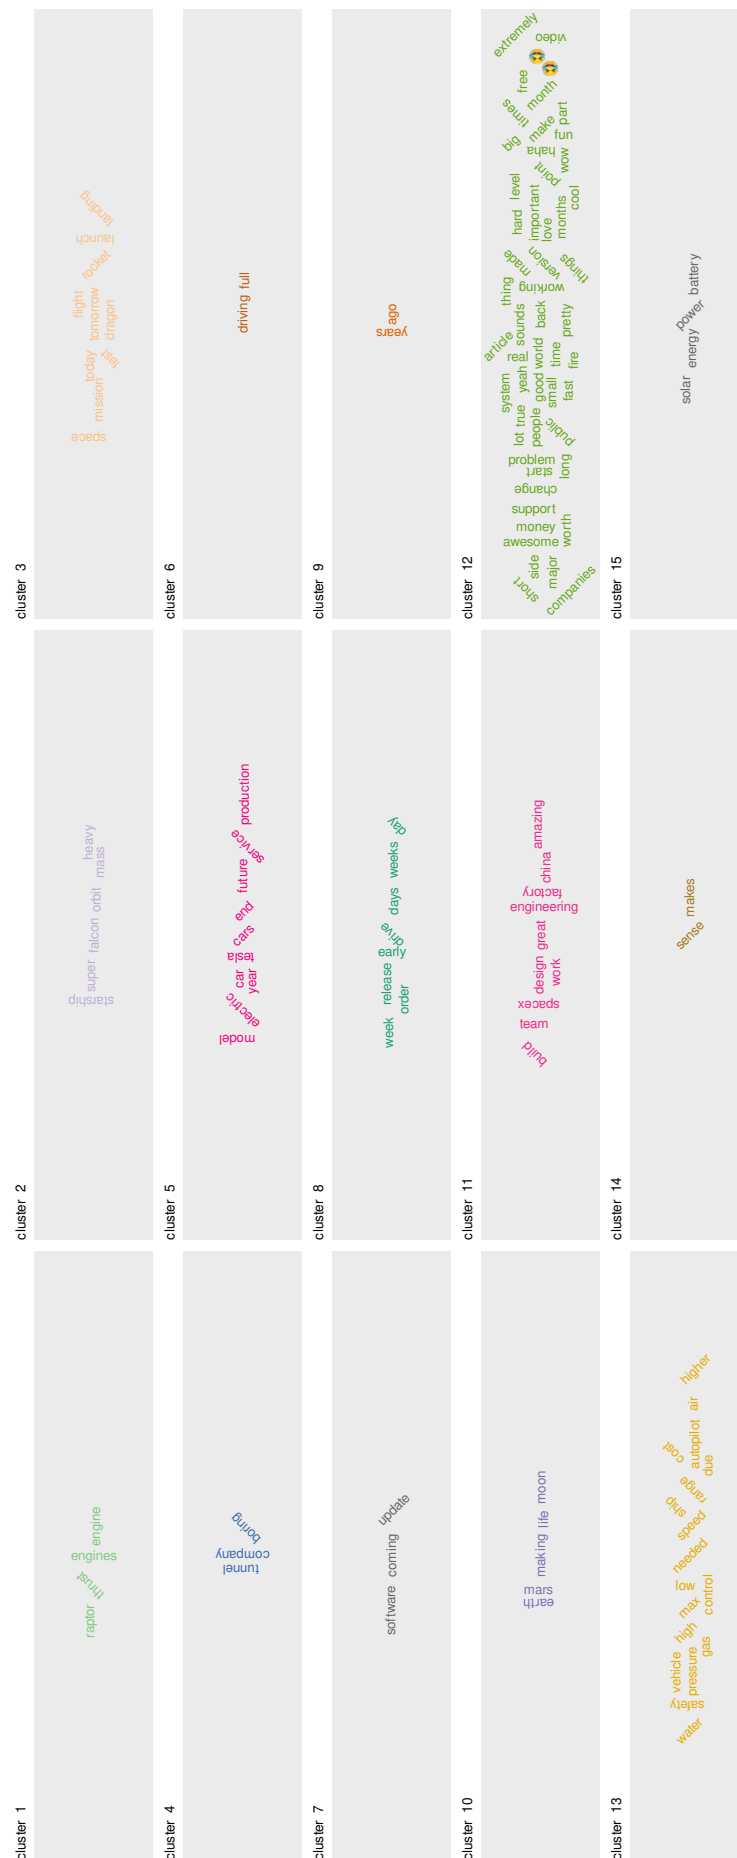 cluster 1
engine
engines
thrust
raptor
cluster 2
heavy
mass
orbit
falcon
super
starship
cluster 3
landing
launch
rocket
flight
tomorrow
dragon
test
today
mission
space
cluster 4
boring
company
tunnel
cluster 5
production
service
future
end
cars
tesla
car
year
electric
model
cluster 6
driving full
cluster 7
update
coming
software
cluster 8
day
weeks
days
drive
early
release
order
week
cluster 9
ago
years
cluster 10
moon
life
making
mars
earth
cluster 11
amazing
china
factory
engineering
great
design
work
spacex
team
build
cluster 12
extremely
video
😂
😂
free
month
times
part
make
big
fun
haha
wow
point
level
hard
important
love
months
cool
made
version
things
working
thing
sounds
back
pretty
article
real
world
time
fire
yeah
good
small
fast
system
true
lot
people
public
problem
start
long
change
support
money
worth
awesome
side
major
short
companies
cluster 13
higher
air
autopilot
cost
due
range
ship
speed
needed
low
control
max
high
gas
vehicle
pressure
safety
water
cluster 14
makes
sense
cluster 15
battery
power
energy
solar